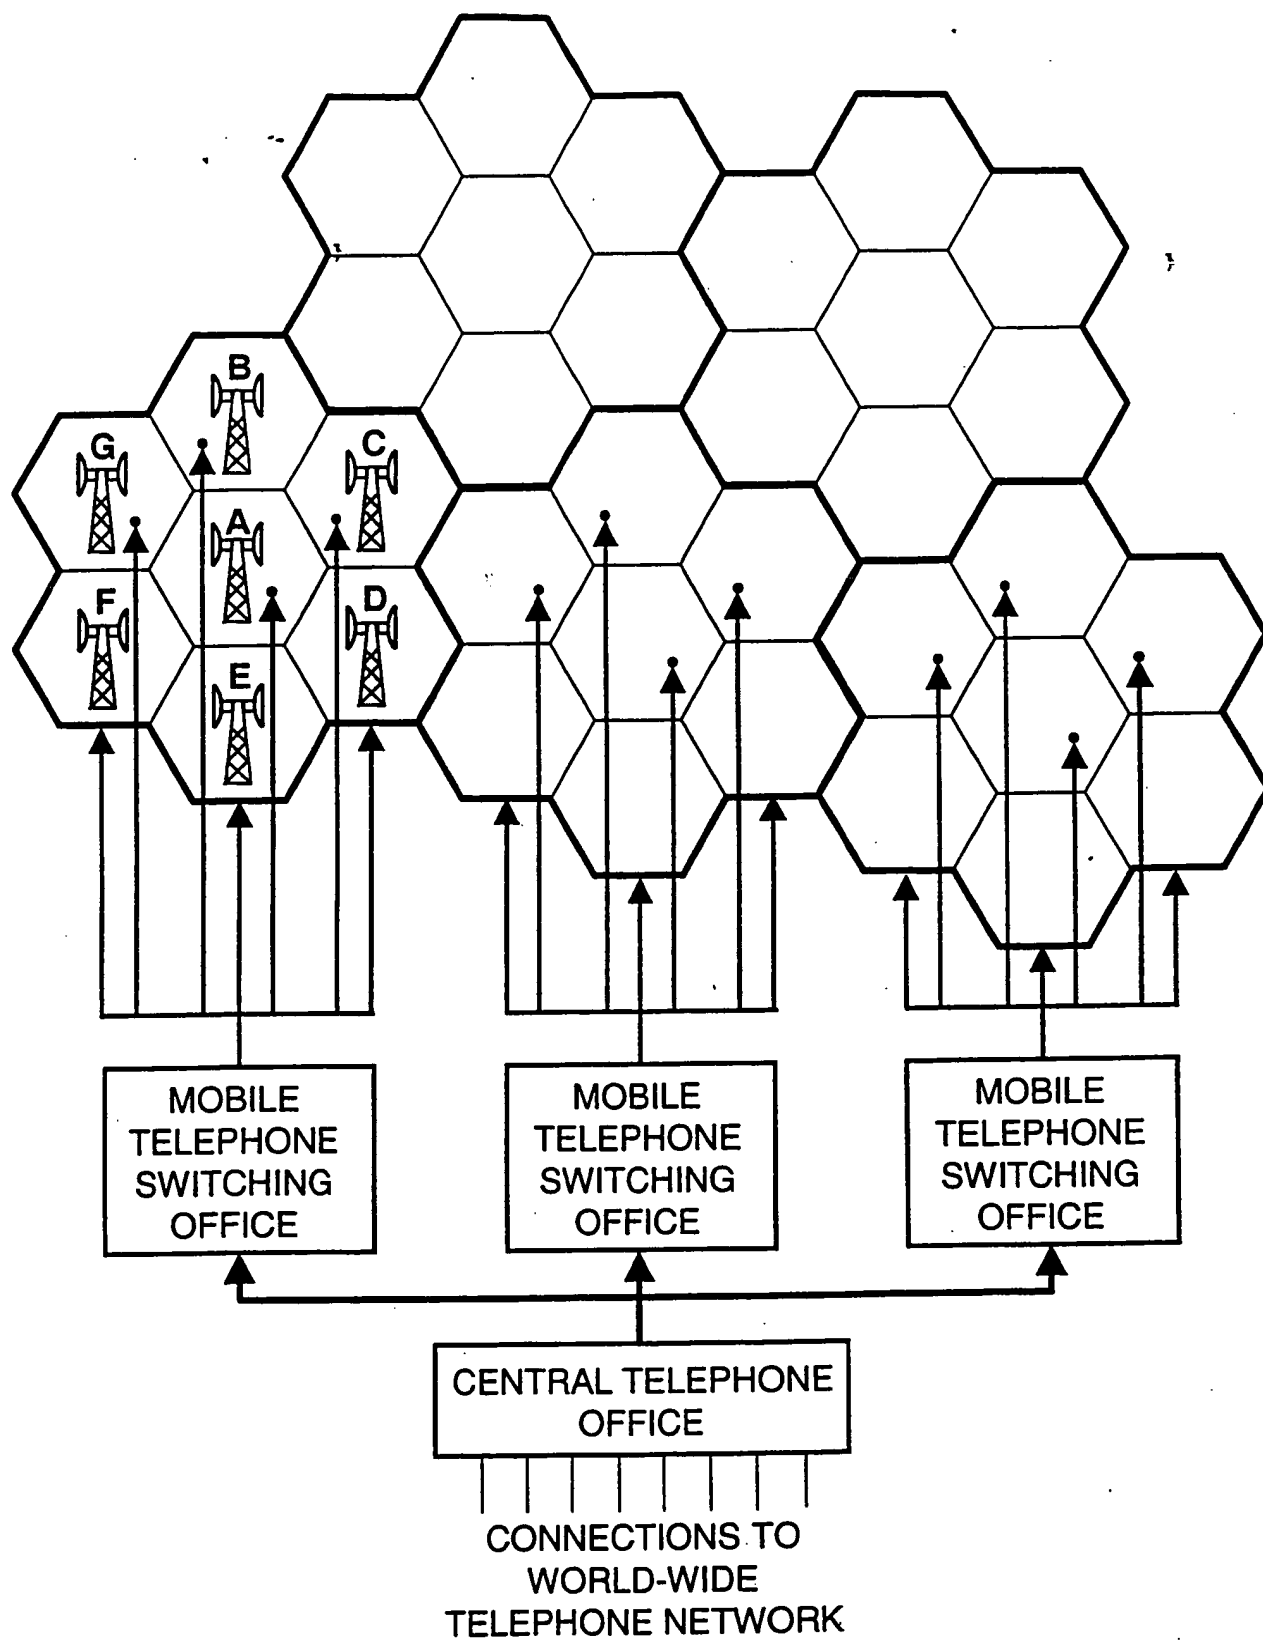 B
G
C
A
F
D
E
MOBILE
TELEPHONE
SWITCHING
OFFICE
MOBILE
TELEPHONE
SWITCHING
OFFICE
MOBILE
TELEPHONE
SWITCHING
OFFICE
CENTRAL TELEPHONE
OFFICE
CONNECTIONS TO
WORLD-WIDE
TELEPHONE NETWORK